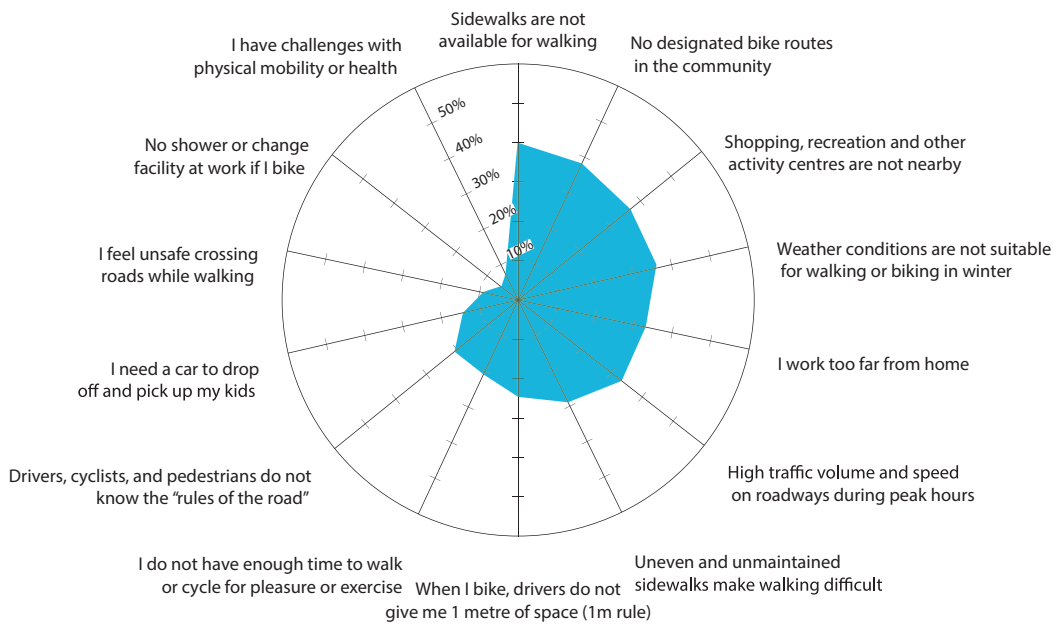 Sidewalks are not
available for walking
No designated bike routes
in the community
Shopping, recreation and other
activity centres are not nearby
Weather conditions are not suitable
for walking or biking in winter
I work too far from home
High traffic volume and speed
on roadways during peak hours
Uneven and unmaintained
sidewalks make walking difficult
When I bike, drivers do not
give me 1 metre of space (1m rule)
I do not have enough time to walk
or cycle for pleasure or exercise
Drivers, cyclists, and pedestrians do not
know the “rules of the road”
I need a car to drop
off and pick up my kids
I feel unsafe crossing
roads while walking
No shower or change
facility at work if I bike
I have challenges with
physical mobility or health
50%
40%
30%
20%
10%